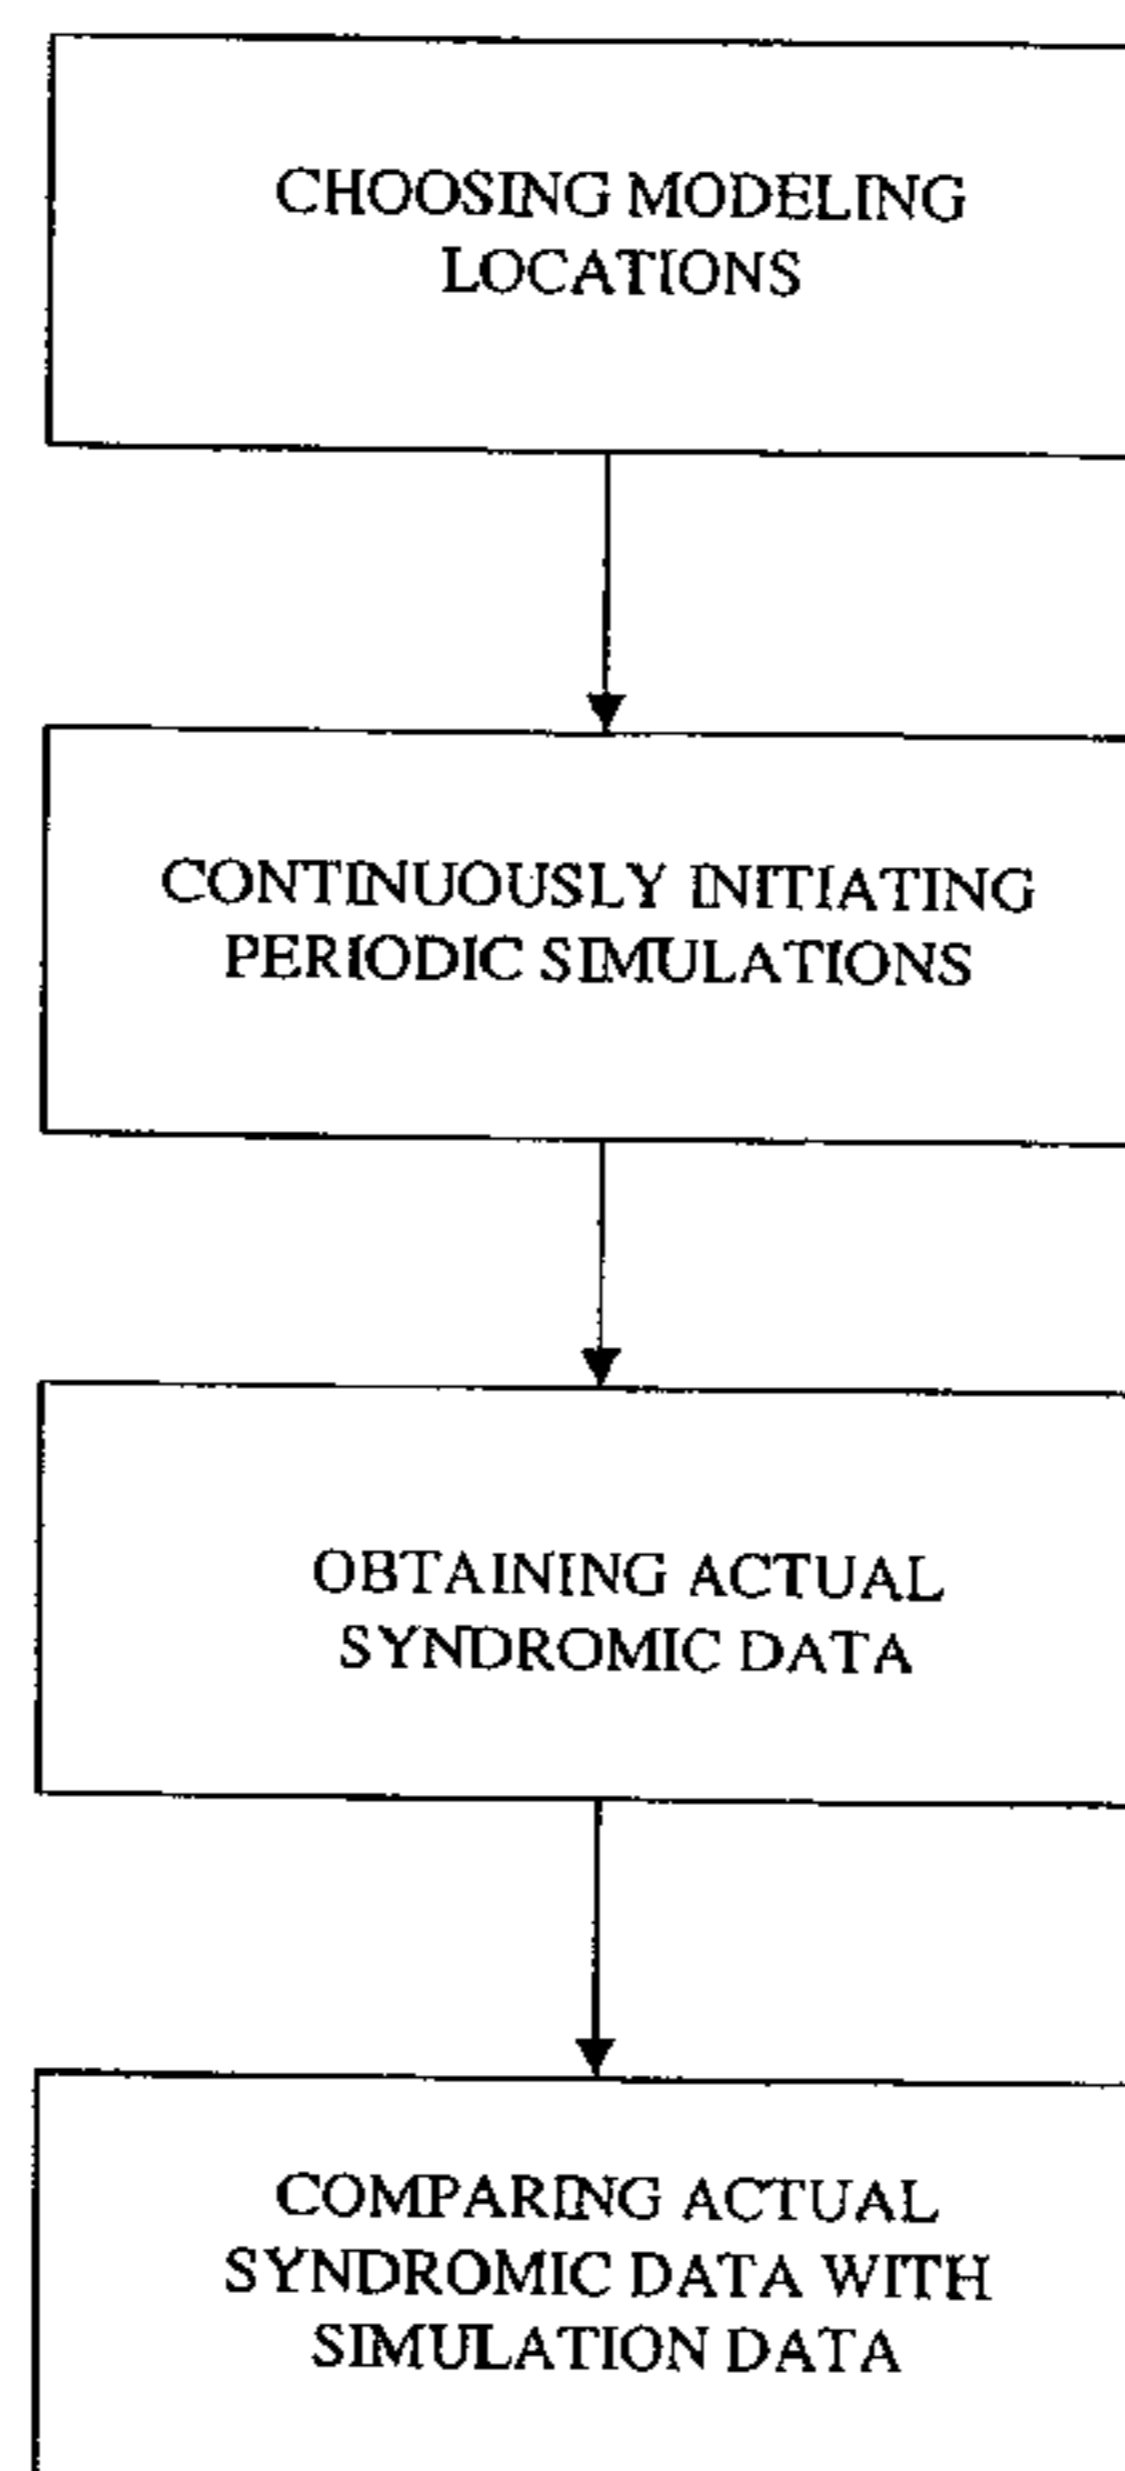 CHOOSING MODELING
LOCATIONS
CONTINUOUSLY INITIATING
PERIODIC SIMULATIONS
OBTAINING ACTUAL
SYNDROMIC DATA
COMPARING ACTUAL
SYNDROMIC DATA WITH
SIMULATION DATA